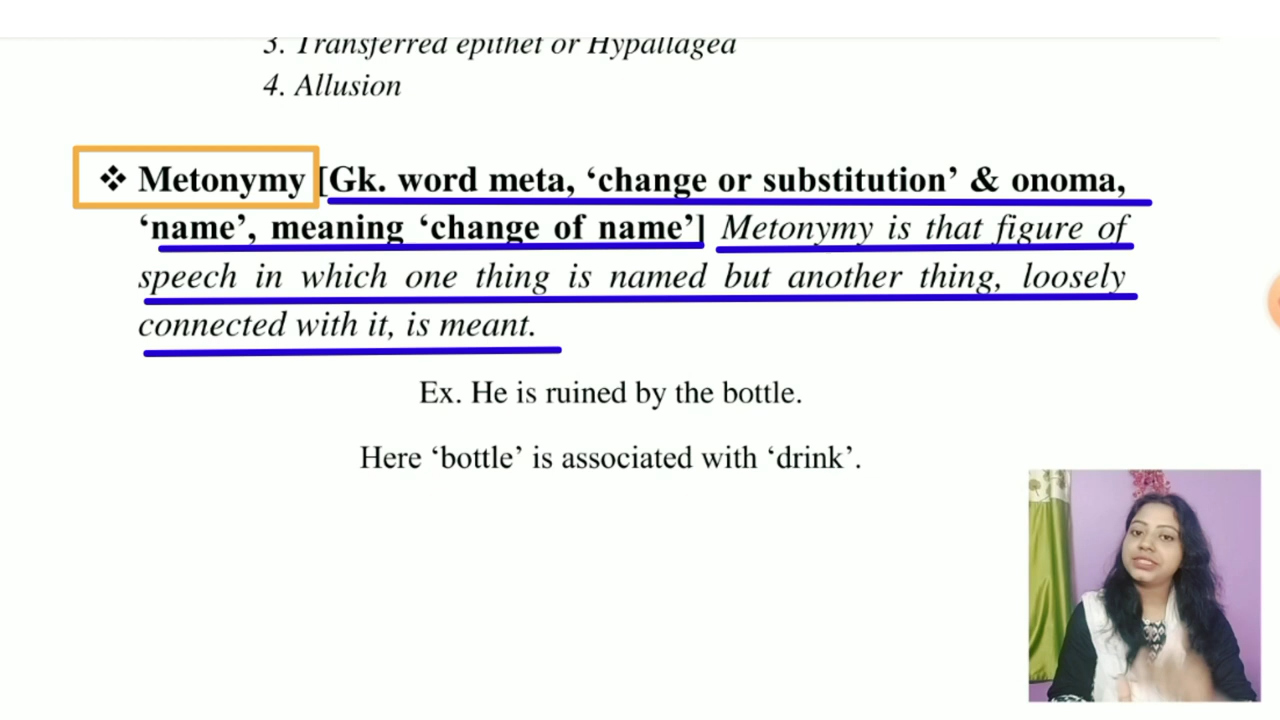 3. Transferred epithet or Hypallagea
4. Allusion
❖ Metonymy [Gk. word meta, ‘change or substitution’ & onoma,
‘name’, meaning ‘change of name’] Metonymy is that figure of
speech in which one thing is named but another thing, loosely
connected with it, is meant.
Ex. He is ruined by the bottle.
Here ‘bottle’ is associated with ‘drink’.